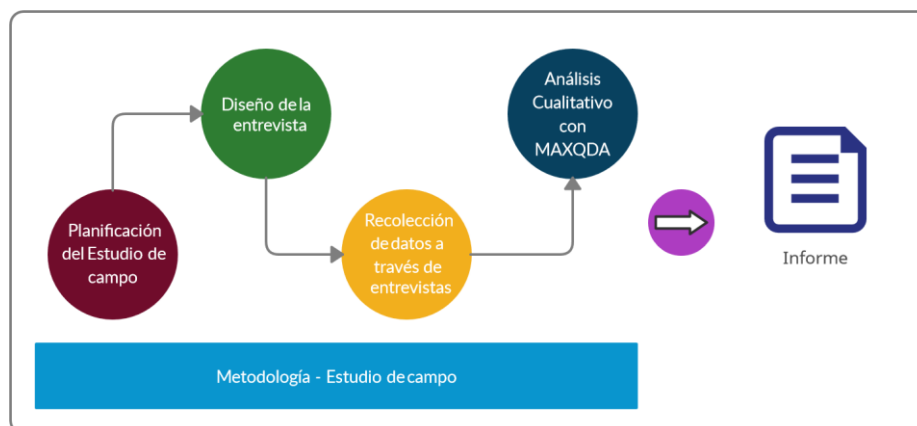 Planificación
del Estudio de
campo
Diseño de la
entrevista
Recolección
de datos a
través de
entrevistas
Análisis
Cualitativo
con
MAXQDA
Informe
Metodología - Estudio de campo